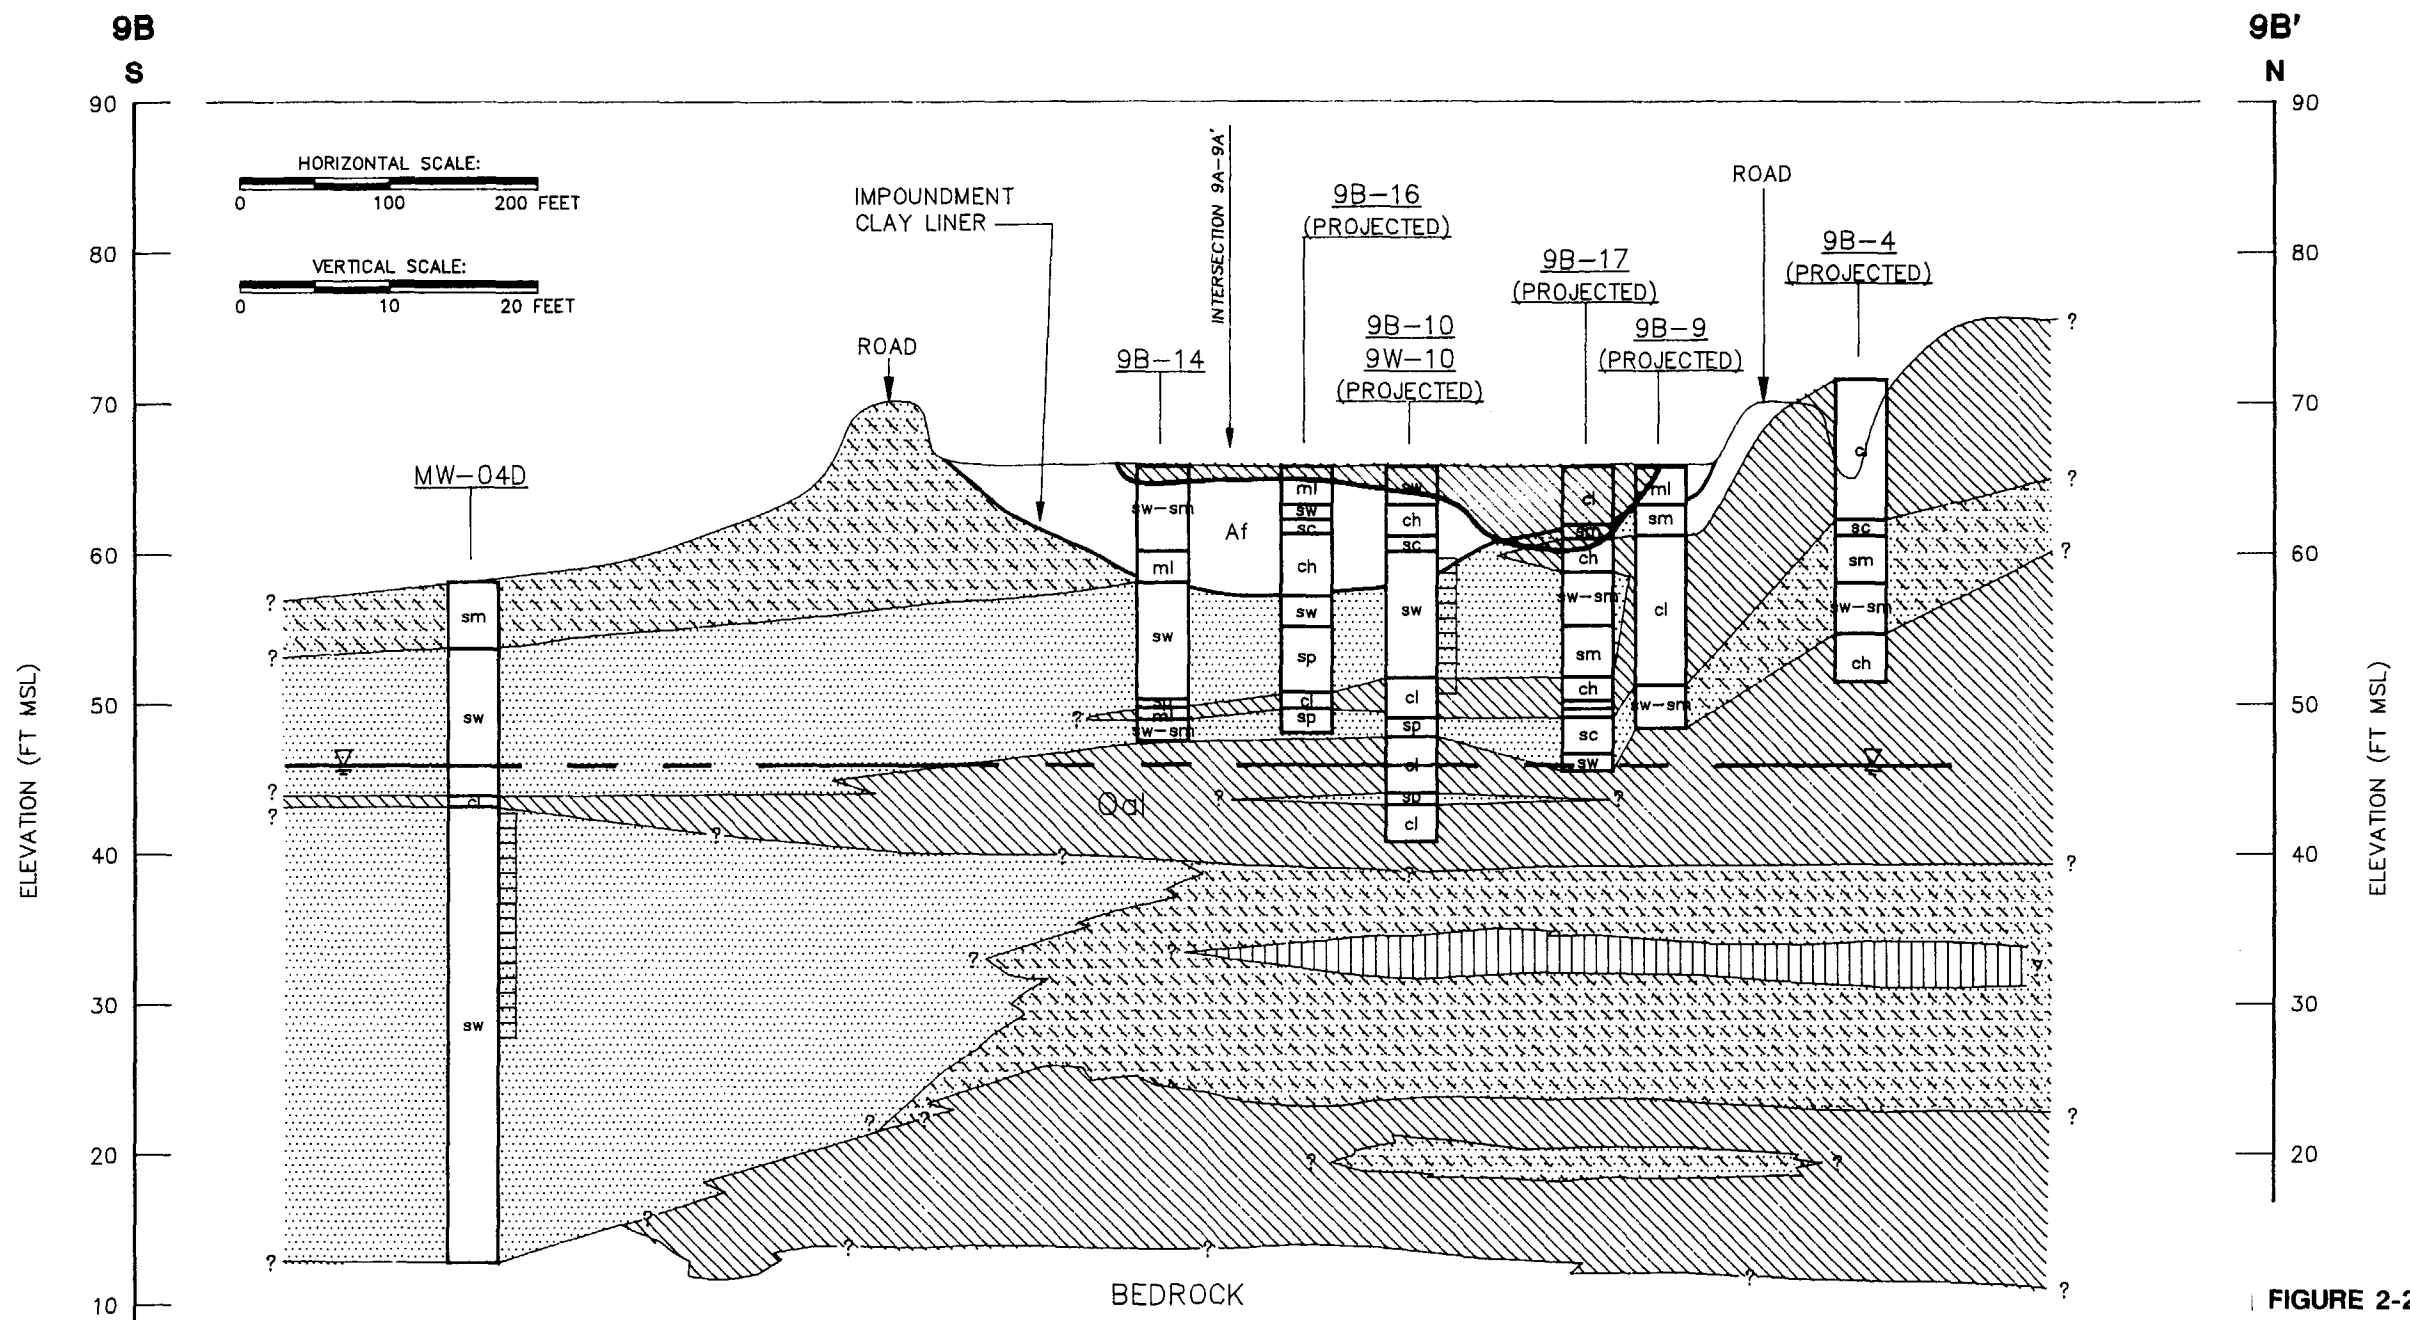 9B
S
9B'
N
90
90
HORIZONTAL SCALE:
0 100 200 FEET
VERTICAL SCALE:
0 10 20 FEET
IMPOUNDMENT
CLAY LINER
INTERSECTION 9A-9A'
9B-16
(PROJECTED)
ROAD
9B-4
(PROJECTED)
9B-17
(PROJECTED)
9B-10
9W-10
(PROJECTED)
9B-9
(PROJECTED)
9B-14
ROAD
MW-04D
80
80
70
70
60
60
50
50
40
40
30
30
20
20
10
ELEVATION (FT MSL)
ELEVATION (FT MSL)
sm
sw
cl
sw
sw-sm
ml
sw
ml
sw-sm
Af
ml
sw
sc
ch
sw
sp
cl
sp
sw
ch
sc
sw
cl
sp
cl
sp
cl
cl
sm
ch
sw-sm
sm
ch
sc
sw
ml
sm
cl
sw-sm
sc
sm
sw-sm
ch
Qal
? ? ? ? ? ? ? ? ? ? ? ? ? ? ? ? ? ? ? ? ? ? ? ? ? ? ? ?
BEDROCK
FIGURE 2-2